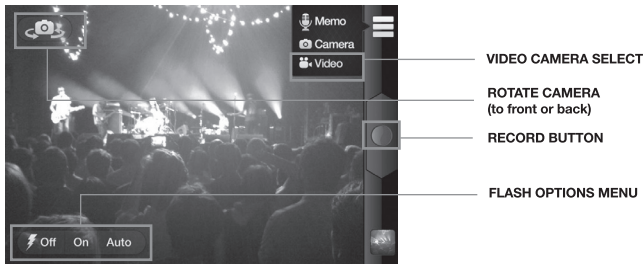 Memo
Camera
Video
VIDEO CAMERA SELECT
ROTATE CAMERA
(to front or back)
RECORD BUTTON
FLASH OPTIONS MENU
Off On Auto